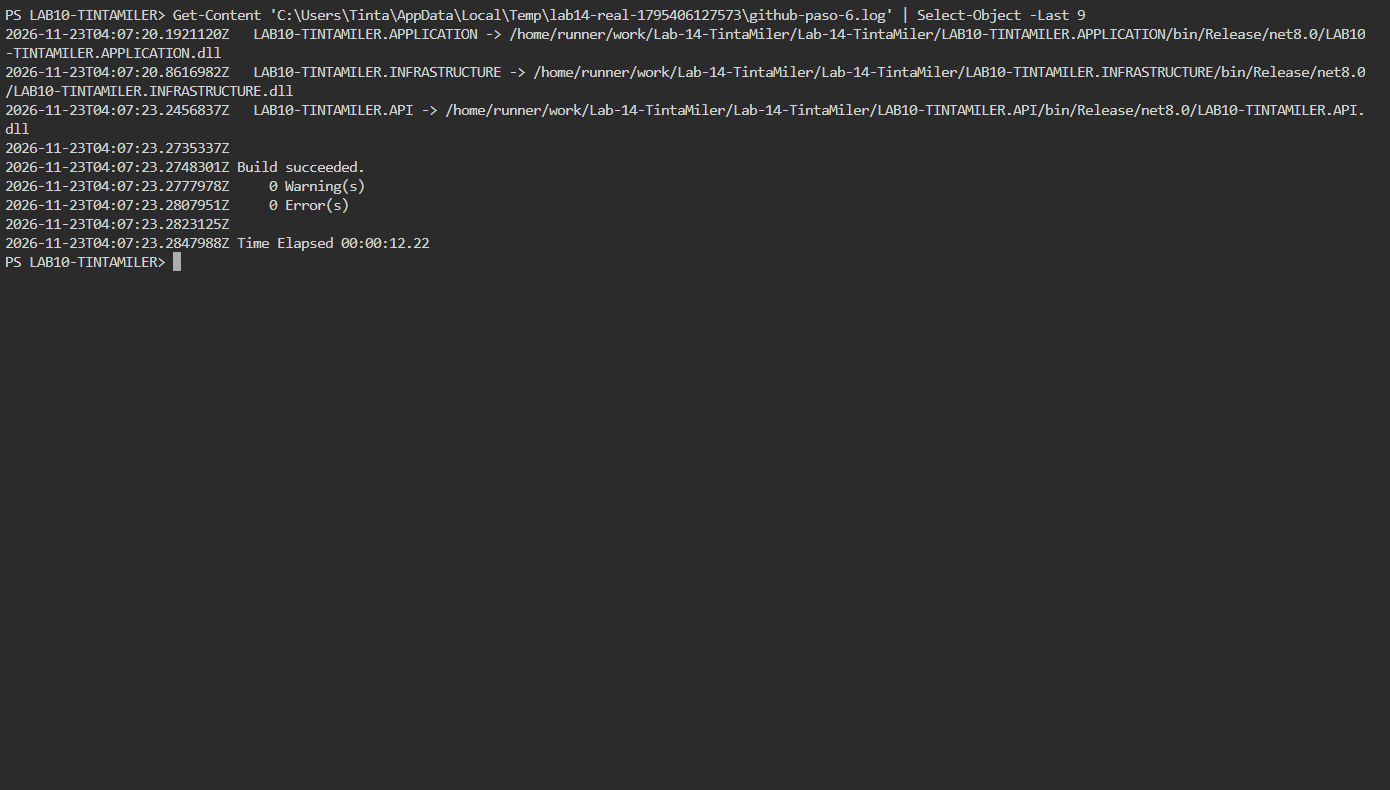 PS LAB10-TINTAMILER> Get-Content 'C:\Users\Tinta\AppData\Local\Temp\lab14-real-1795406127573\github-paso-6.log' | Select-Object -Last 9
2026-11-23T04:07:20.1921120Z   LAB10-TINTAMILER.APPLICATION -> /home/runner/work/Lab-14-TintaMiler/Lab-14-TintaMiler/LAB10-TINTAMILER.APPLICATION/bin/Release/net8.0/LAB10
-TINTAMILER.APPLICATION.dll
2026-11-23T04:07:20.8616982Z   LAB10-TINTAMILER.INFRASTRUCTURE -> /home/runner/work/Lab-14-TintaMiler/Lab-14-TintaMiler/LAB10-TINTAMILER.INFRASTRUCTURE/bin/Release/net8.0
/LAB10-TINTAMILER.INFRASTRUCTURE.dll
2026-11-23T04:07:23.2456837Z   LAB10-TINTAMILER.API -> /home/runner/work/Lab-14-TintaMiler/Lab-14-TintaMiler/LAB10-TINTAMILER.API/bin/Release/net8.0/LAB10-TINTAMILER.API.
dll
2026-11-23T04:07:23.2735337Z
2026-11-23T04:07:23.2748301Z Build succeeded.
2026-11-23T04:07:23.2777978Z     0 Warning(s)
2026-11-23T04:07:23.2807951Z     0 Error(s)
2026-11-23T04:07:23.2823125Z
2026-11-23T04:07:23.2847988Z Time Elapsed 00:00:12.22
PS LAB10-TINTAMILER>